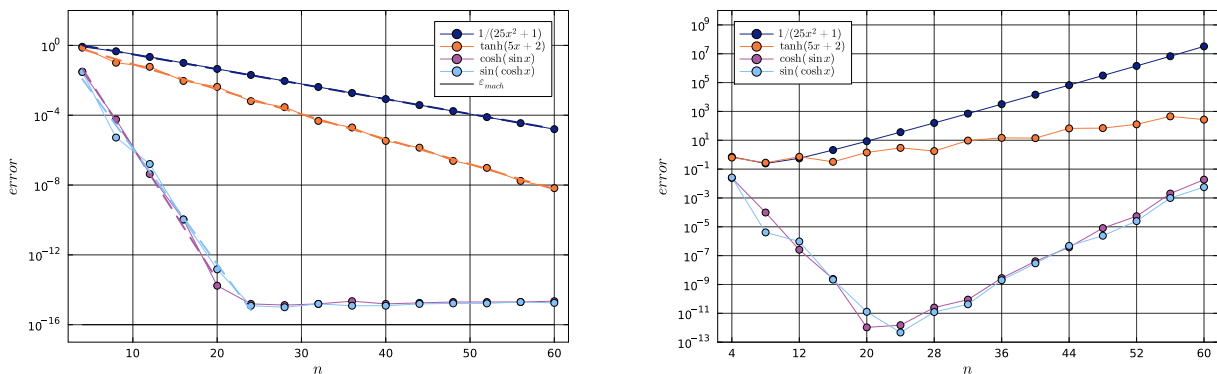 10^0
10^{-4}
10^{-8}
10^{-12}
10^{-16}
error
10
20
30
40
50
60
n
1/(25x^2 + 1)
tanh(5x + 2)
cosh(sin x)
sin(cosh x)
ε_{mach}
10^9
10^7
10^5
10^3
10^1
10^{-1}
10^{-3}
10^{-5}
10^{-7}
10^{-9}
10^{-11}
10^{-13}
error
4
12
20
28
36
44
52
60
n
1/(25x^2 + 1)
tanh(5x + 2)
cosh(sin x)
sin(cosh x)